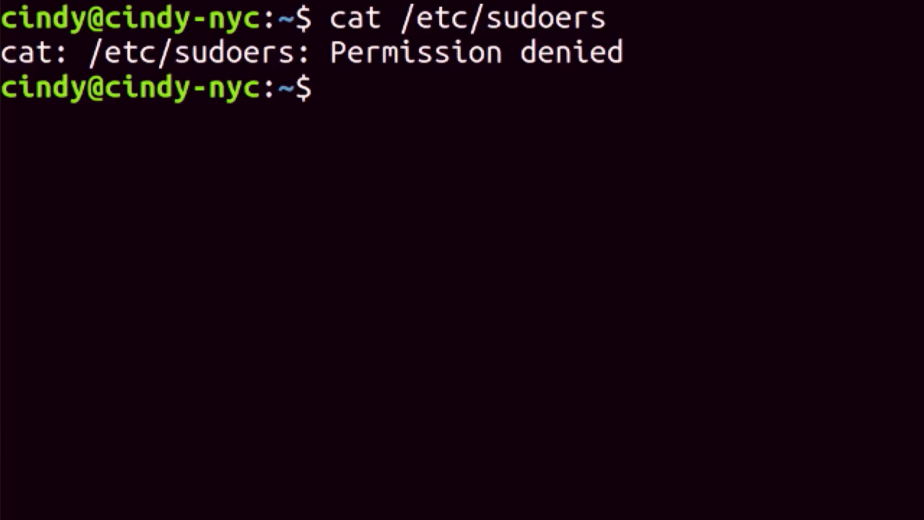 cindy@cindy-nyc:~$ cat /etc/sudoers
cat: /etc/sudoers: Permission denied
cindy@cindy-nyc:~$